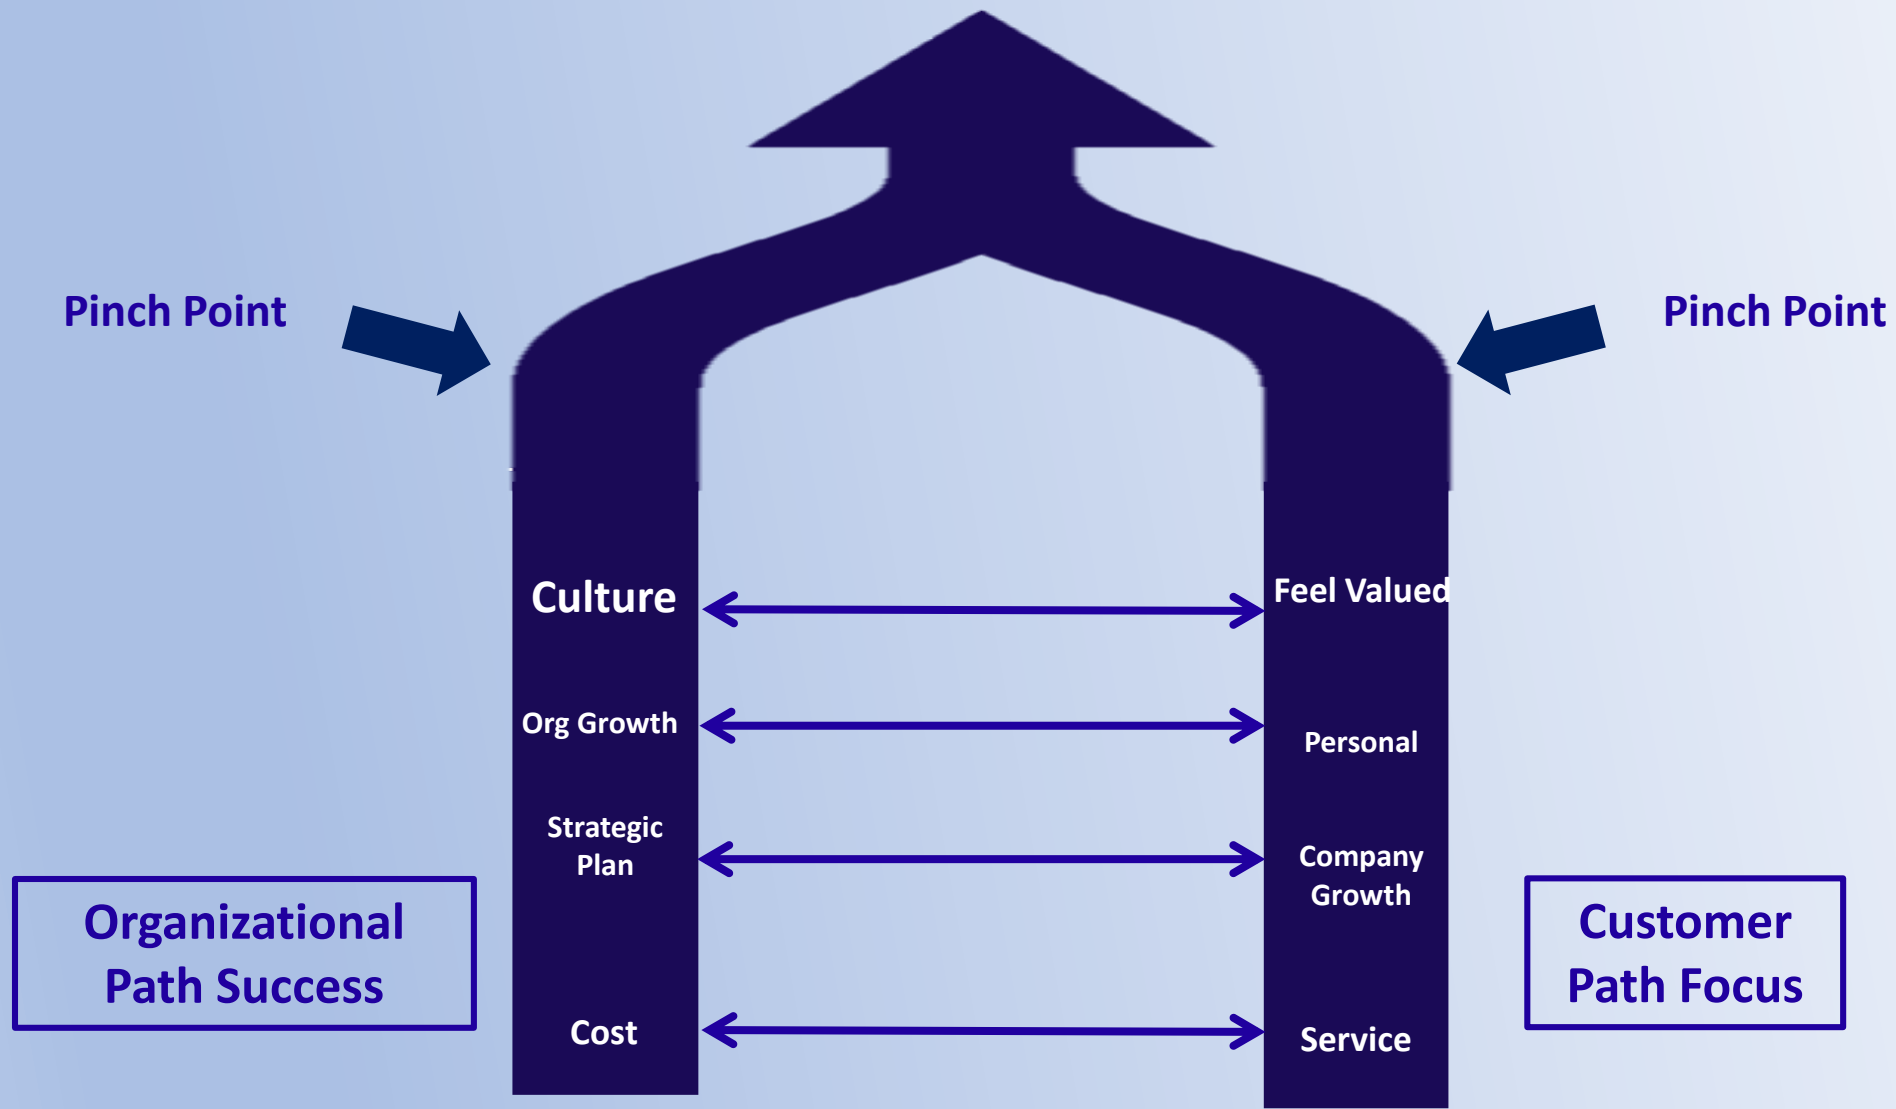 Pinch Point
Pinch Point
Culture
Feel Valued
Org Growth
Personal
Strategic
Plan
Company
Growth
Organizational
Path Success
Customer
Path Focus
Cost
Service